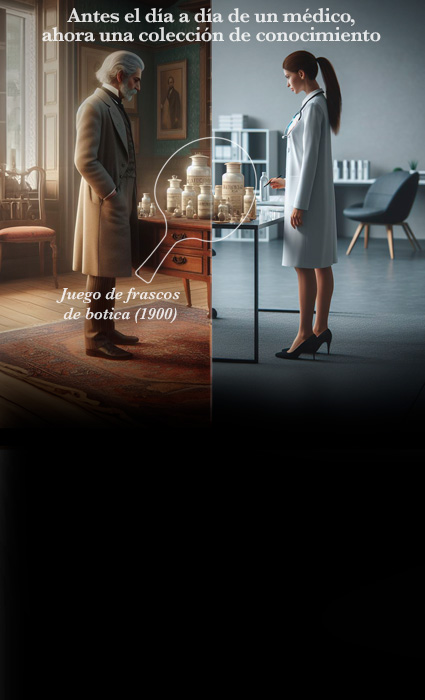 Antes el día a día de un médico,
ahora una colección de conocimiento
Juego de frascos
de botica (1900)